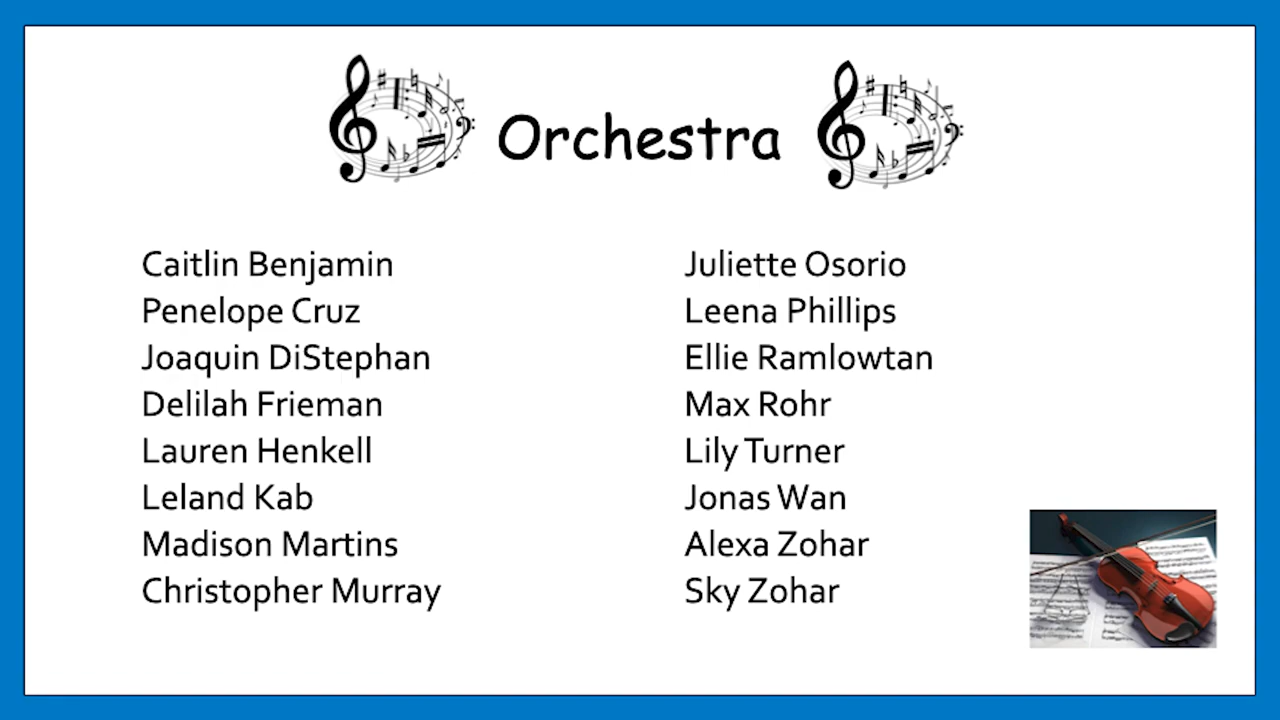 Orchestra
Caitlin Benjamin
Penelope Cruz
Joaquin DiStephan
Delilah Frieman
Lauren Henkell
Leland Kab
Madison Martins
Christopher Murray
Juliette Osorio
Leena Phillips
Ellie Ramlowtan
Max Rohr
Lily Turner
Jonas Wan
Alexa Zohar
Sky Zohar